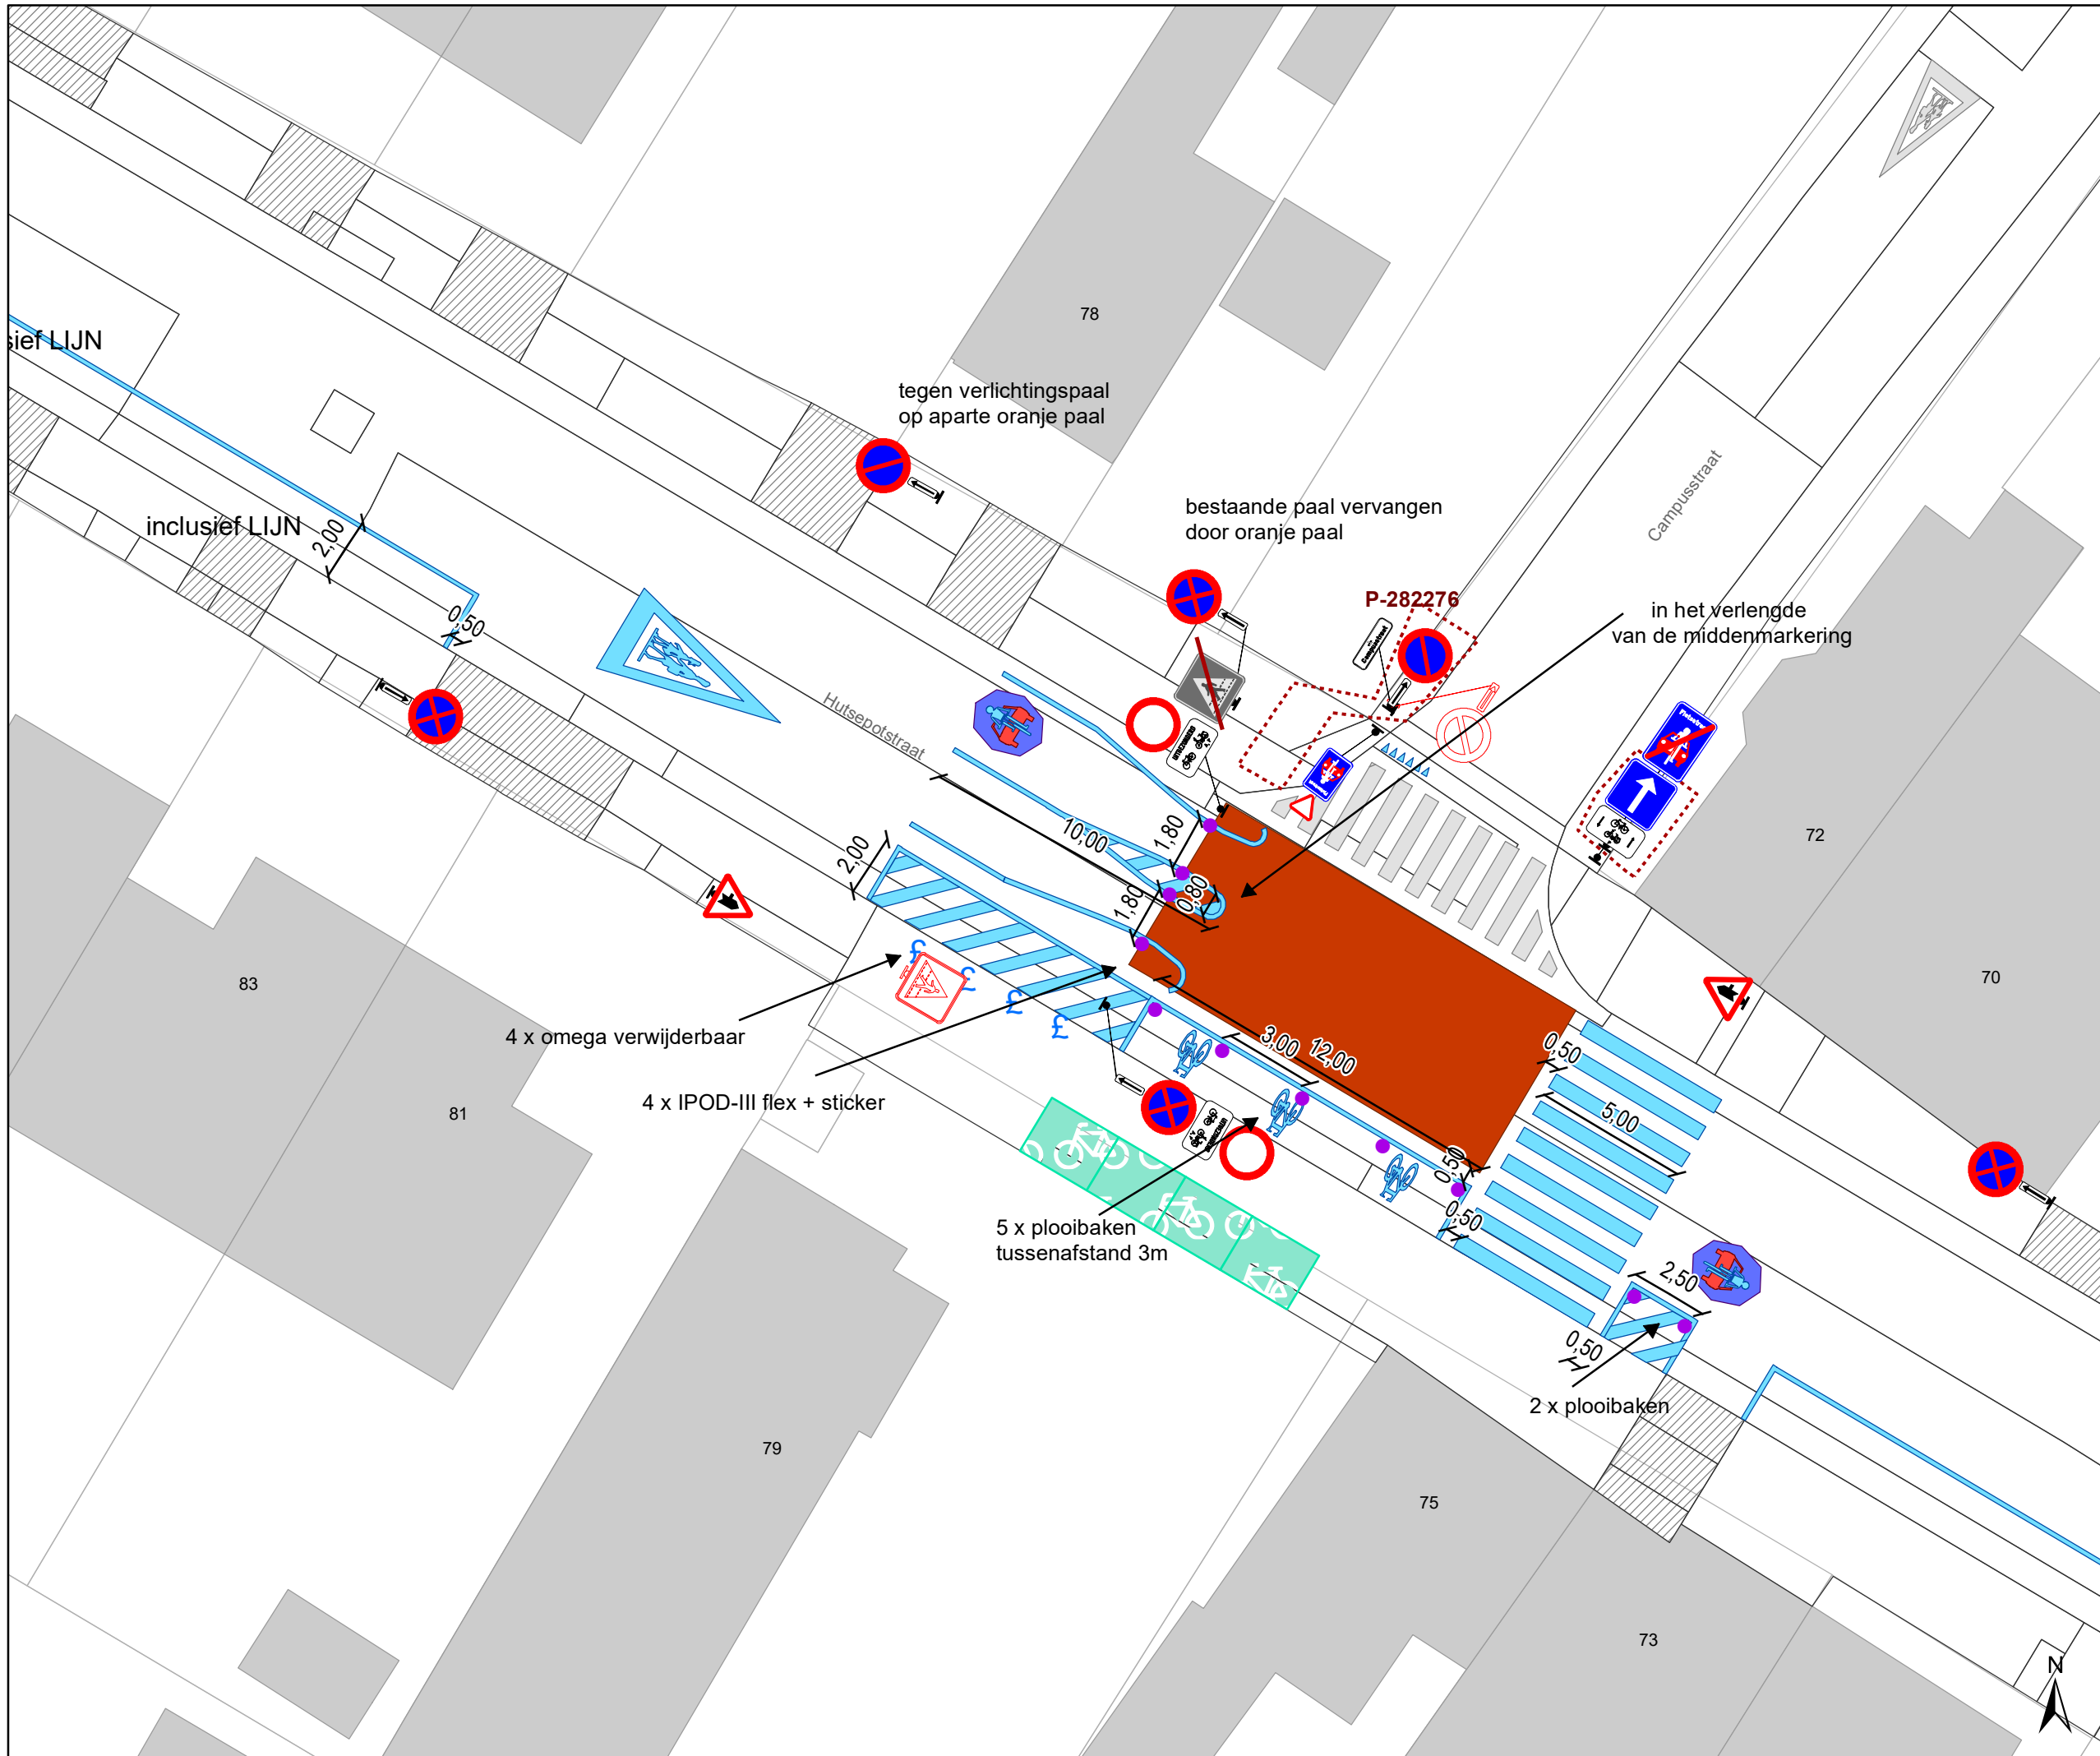 78
sief LIJN
tegen verlichtingspaal
op aparte oranje paal
Campusstraat
inclusief LIJN
2,00
bestaande paal vervangen
door oranje paal
P-282276
in het verlengde
van de middenmarkering
0,50
Hutsepotstraat
Campusstraat
Fietsstraat
72
10,00
1,80
2,00
1,80
0,80
83
70
4 x omega verwijderbaar
£
£
£
£
3,00
12,00
0,50
4 x IPOD-III flex + sticker
81
5,00
0,50
0,50
5 x plooibaken
tussenafstand 3m
2,50
0,50
2 x plooibaken
79
75
73
N